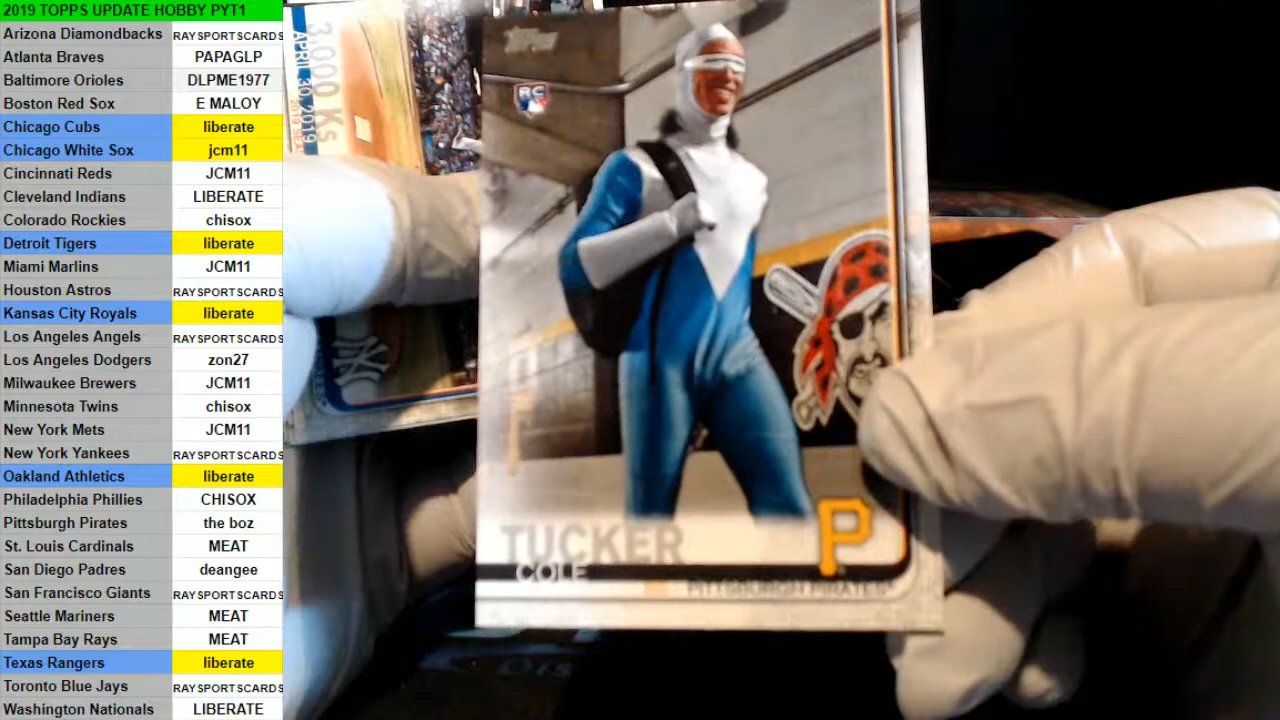 2019 TOPPS UPDATE HOBBY PYT1
Arizona Diamondbacks RAYSPORTSCARDS
Atlanta Braves PAPAGLP
Baltimore Orioles DLPME1977
Boston Red Sox E MALOY
Chicago Cubs liberate
Chicago White Sox jcm11
Cincinnati Reds JCM11
Cleveland Indians LIBERATE
Colorado Rockies chisox
Detroit Tigers liberate
Miami Marlins JCM11
Houston Astros RAYSPORTSCARDS
Kansas City Royals liberate
Los Angeles Angels RAYSPORTSCARDS
Los Angeles Dodgers zon27
Milwaukee Brewers JCM11
Minnesota Twins chisox
New York Mets JCM11
New York Yankees RAYSPORTSCARDS
Oakland Athletics liberate
Philadelphia Phillies CHISOX
Pittsburgh Pirates the boz
St. Louis Cardinals MEAT
San Diego Padres deangee
San Francisco Giants RAYSPORTSCARDS
Seattle Mariners MEAT
Tampa Bay Rays MEAT
Texas Rangers liberate
Toronto Blue Jays RAYSPORTSCARDS
Washington Nationals LIBERATE
3,000 Ks
APRIL 30, 2019
Topps
RC
TUCKER
COLE
P
PITTSBURGH PIRATES